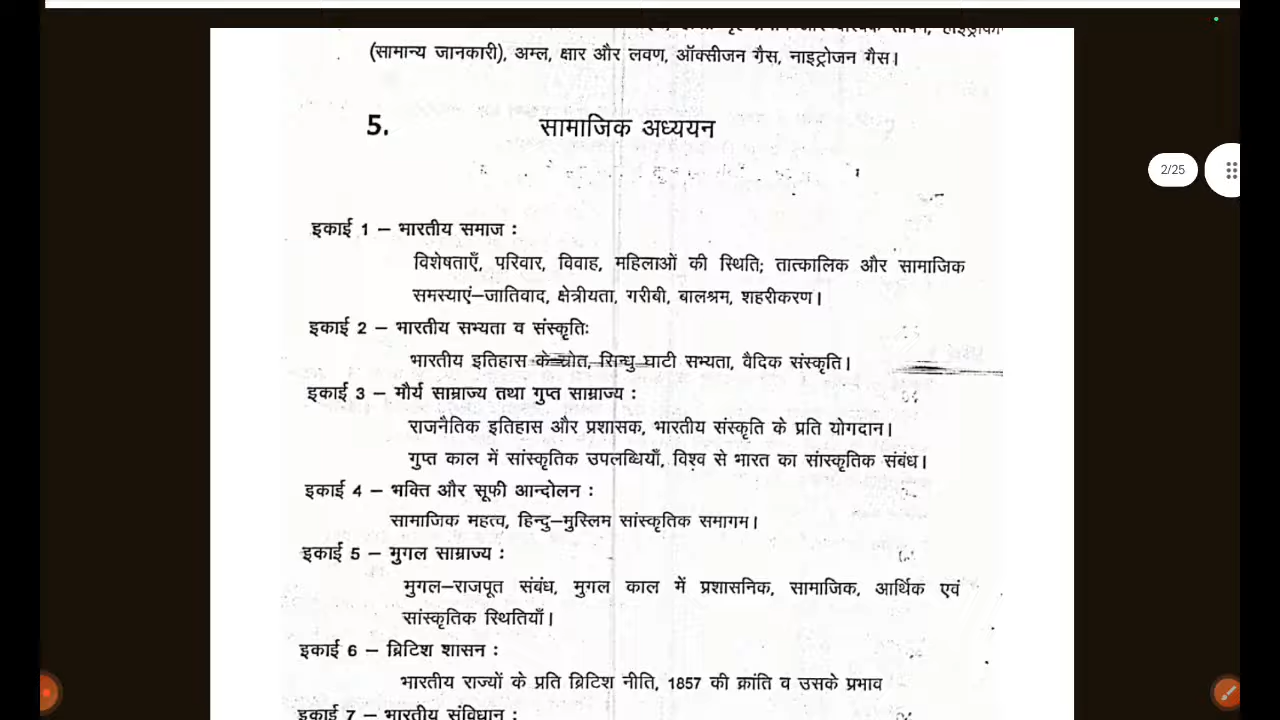 (सामान्य जानकारी), अम्ल, क्षार और लवण, ऑक्सीजन गैस, नाइट्रोजन गैस।
5. सामाजिक अध्ययन
2/25
इकाई 1 – भारतीय समाज :
विशेषताएँ, परिवार, विवाह, महिलाओं की स्थिति; तात्कालिक और सामाजिक
समस्याएं–जातिवाद, क्षेत्रीयता, गरीबी, बालश्रम, शहरीकरण।
इकाई 2 – भारतीय सभ्यता व संस्कृतिः
भारतीय इतिहास के स्रोत, सिन्धु घाटी सभ्यता, वैदिक संस्कृति।
इकाई 3 – मौर्य साम्राज्य तथा गुप्त साम्राज्य :
राजनैतिक इतिहास और प्रशासक, भारतीय संस्कृति के प्रति योगदान।
गुप्त काल में सांस्कृतिक उपलब्धियाँ, विश्व से भारत का सांस्कृतिक संबंध।
इकाई 4 – भक्ति और सूफी आन्दोलन :
सामाजिक महत्व, हिन्दु–मुस्लिम सांस्कृतिक समागम।
इकाई 5 – मुगल साम्राज्य :
मुगल–राजपूत संबंध, मुगल काल में प्रशासनिक, सामाजिक, आर्थिक एवं
सांस्कृतिक स्थितियाँ।
इकाई 6 – ब्रिटिश शासन :
भारतीय राज्यों के प्रति ब्रिटिश नीति, 1857 की क्रांति व उसके प्रभाव
इकाई 7 – भारतीय संविधान :